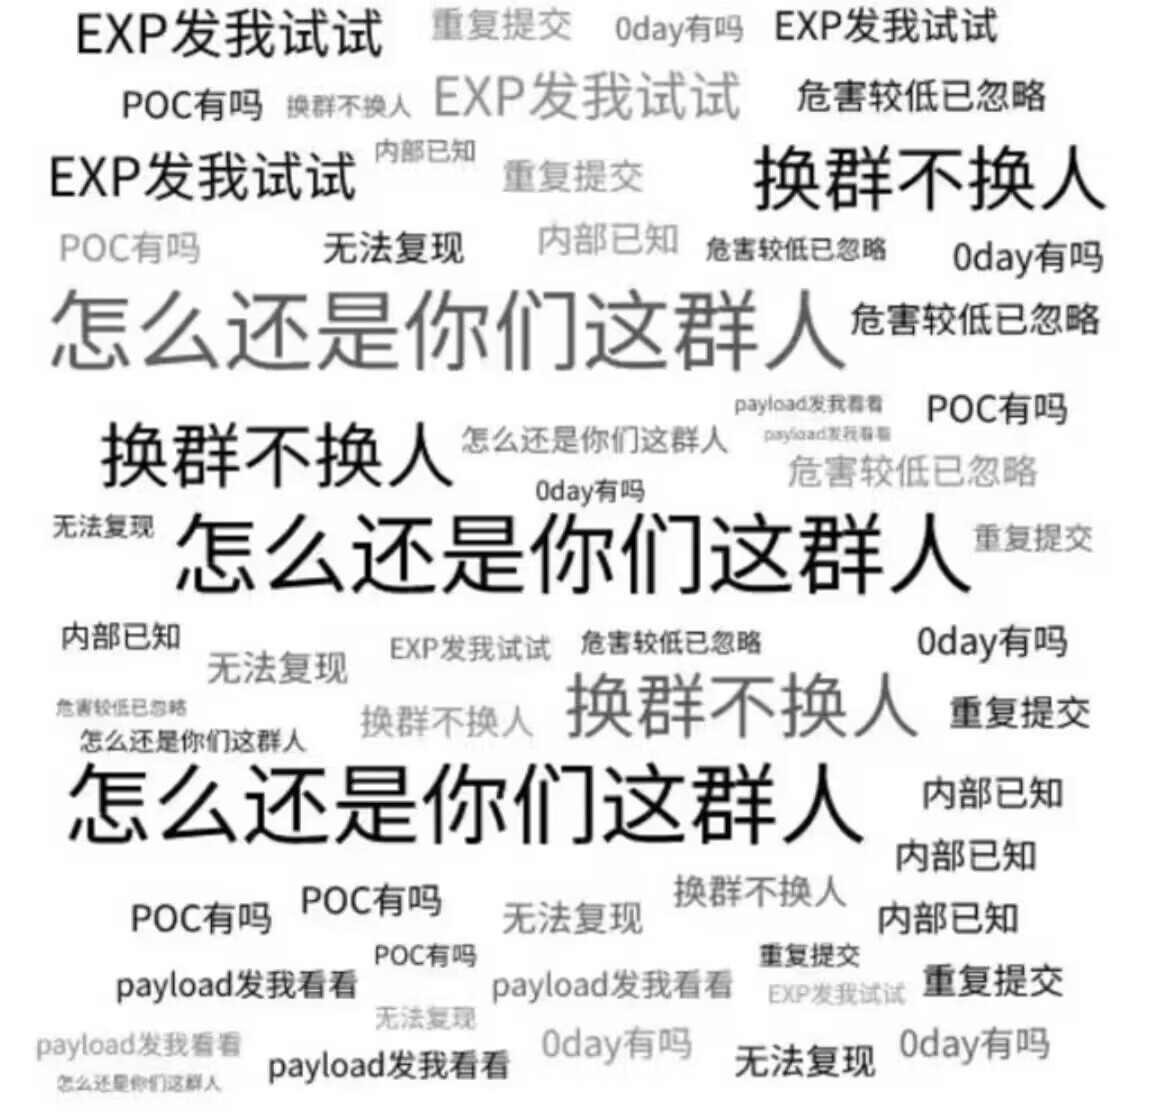 EXP发我试试 重复提交 0day有吗 EXP发我试试
POC有吗 换群不换人 EXP发我试试 危害较低已忽略
EXP发我试试 内部已知 重复提交 换群不换人
POC有吗 无法复现 内部已知 危害较低已忽略 0day有吗
怎么还是你们这群人 危害较低已忽略
payload发我看看 POC有吗
换群不换人 怎么还是你们这群人 payload发我看看
危害较低已忽略
0day有吗
无法复现 怎么还是你们这群人 重复提交
内部已知 无法复现 EXP发我试试 危害较低已忽略 0day有吗
危害较低已忽略 换群不换人 换群不换人 重复提交
怎么还是你们这群人
怎么还是你们这群人 内部已知
内部已知
POC有吗 POC有吗 无法复现 换群不换人 内部已知
POC有吗 重复提交
payload发我看看 payload发我看看 EXP发我试试 重复提交
无法复现
payload发我看看 payload发我看看 0day有吗 无法复现 0day有吗
怎么还是你们这群人